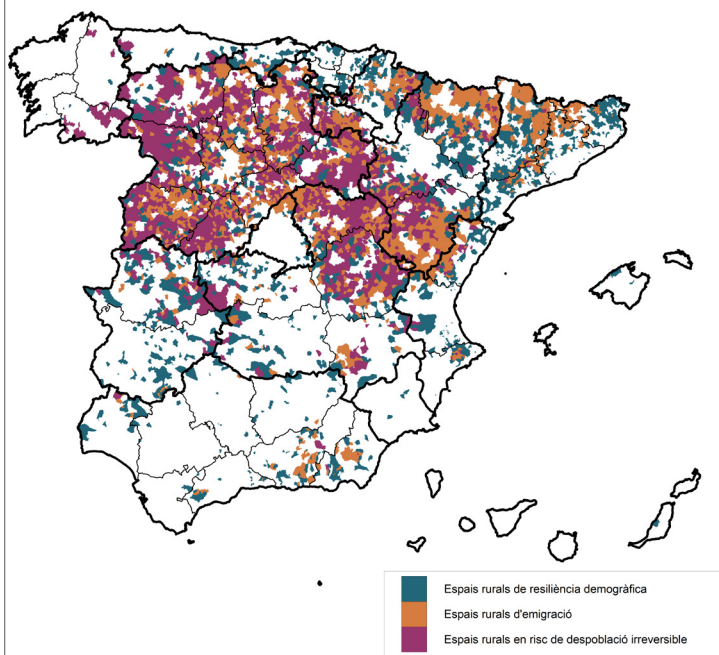 Espais rurals de resiliència demogràfica
Espais rurals d'emigració
Espais rurals en risc de despoblació irreversible